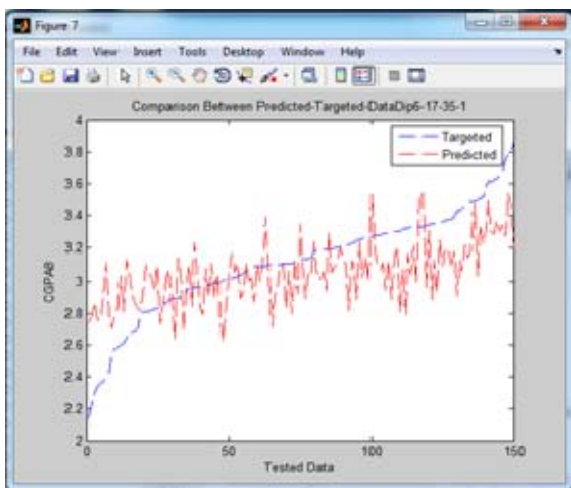 Figure 7
File Edit View Insert Tools Desktop Window Help
Comparison Between Predicted-Targeted-IDataDip6-17-35-1
Targeted
Predicted
4
3.8
3.6
3.4
3.2
3
2.8
2.6
2.4
2.2
2
CGPA8
0 50 100 150
Tested Data